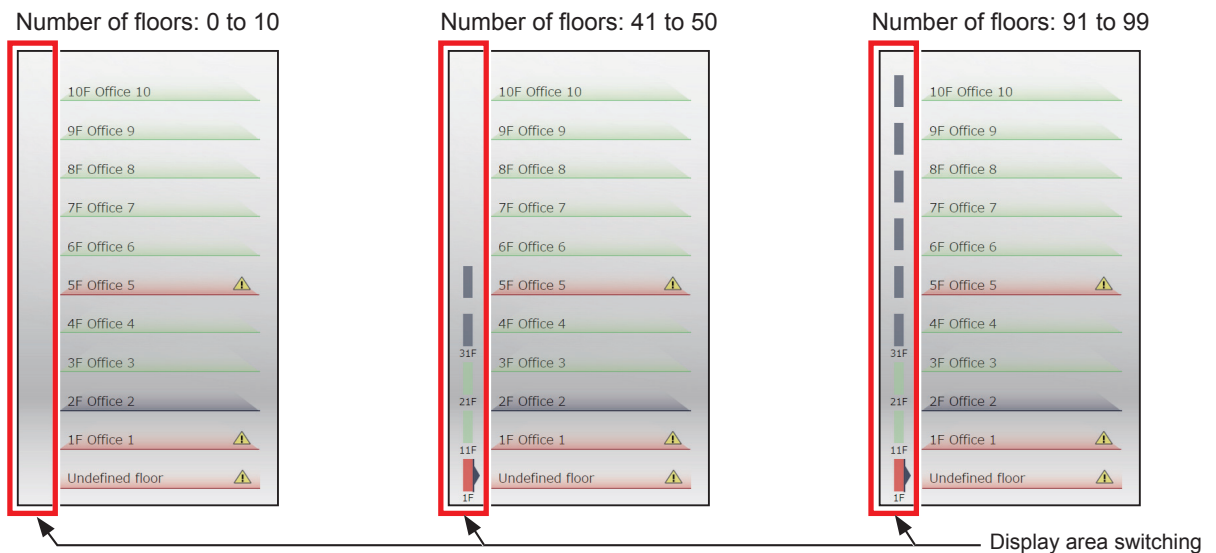 Number of floors: 0 to 10
10F Office 10
9F Office 9
8F Office 8
7F Office 7
6F Office 6
5F Office 5
4F Office 4
3F Office 3
2F Office 2
1F Office 1
Undefined floor
Number of floors: 41 to 50
10F Office 10
9F Office 9
8F Office 8
7F Office 7
6F Office 6
5F Office 5
4F Office 4
31F
3F Office 3
21F
2F Office 2
1F Office 1
11F
Undefined floor
1F
Number of floors: 91 to 99
10F Office 10
9F Office 9
8F Office 8
7F Office 7
6F Office 6
5F Office 5
4F Office 4
31F
3F Office 3
21F
2F Office 2
1F Office 1
11F
Undefined floor
1F
Display area switching